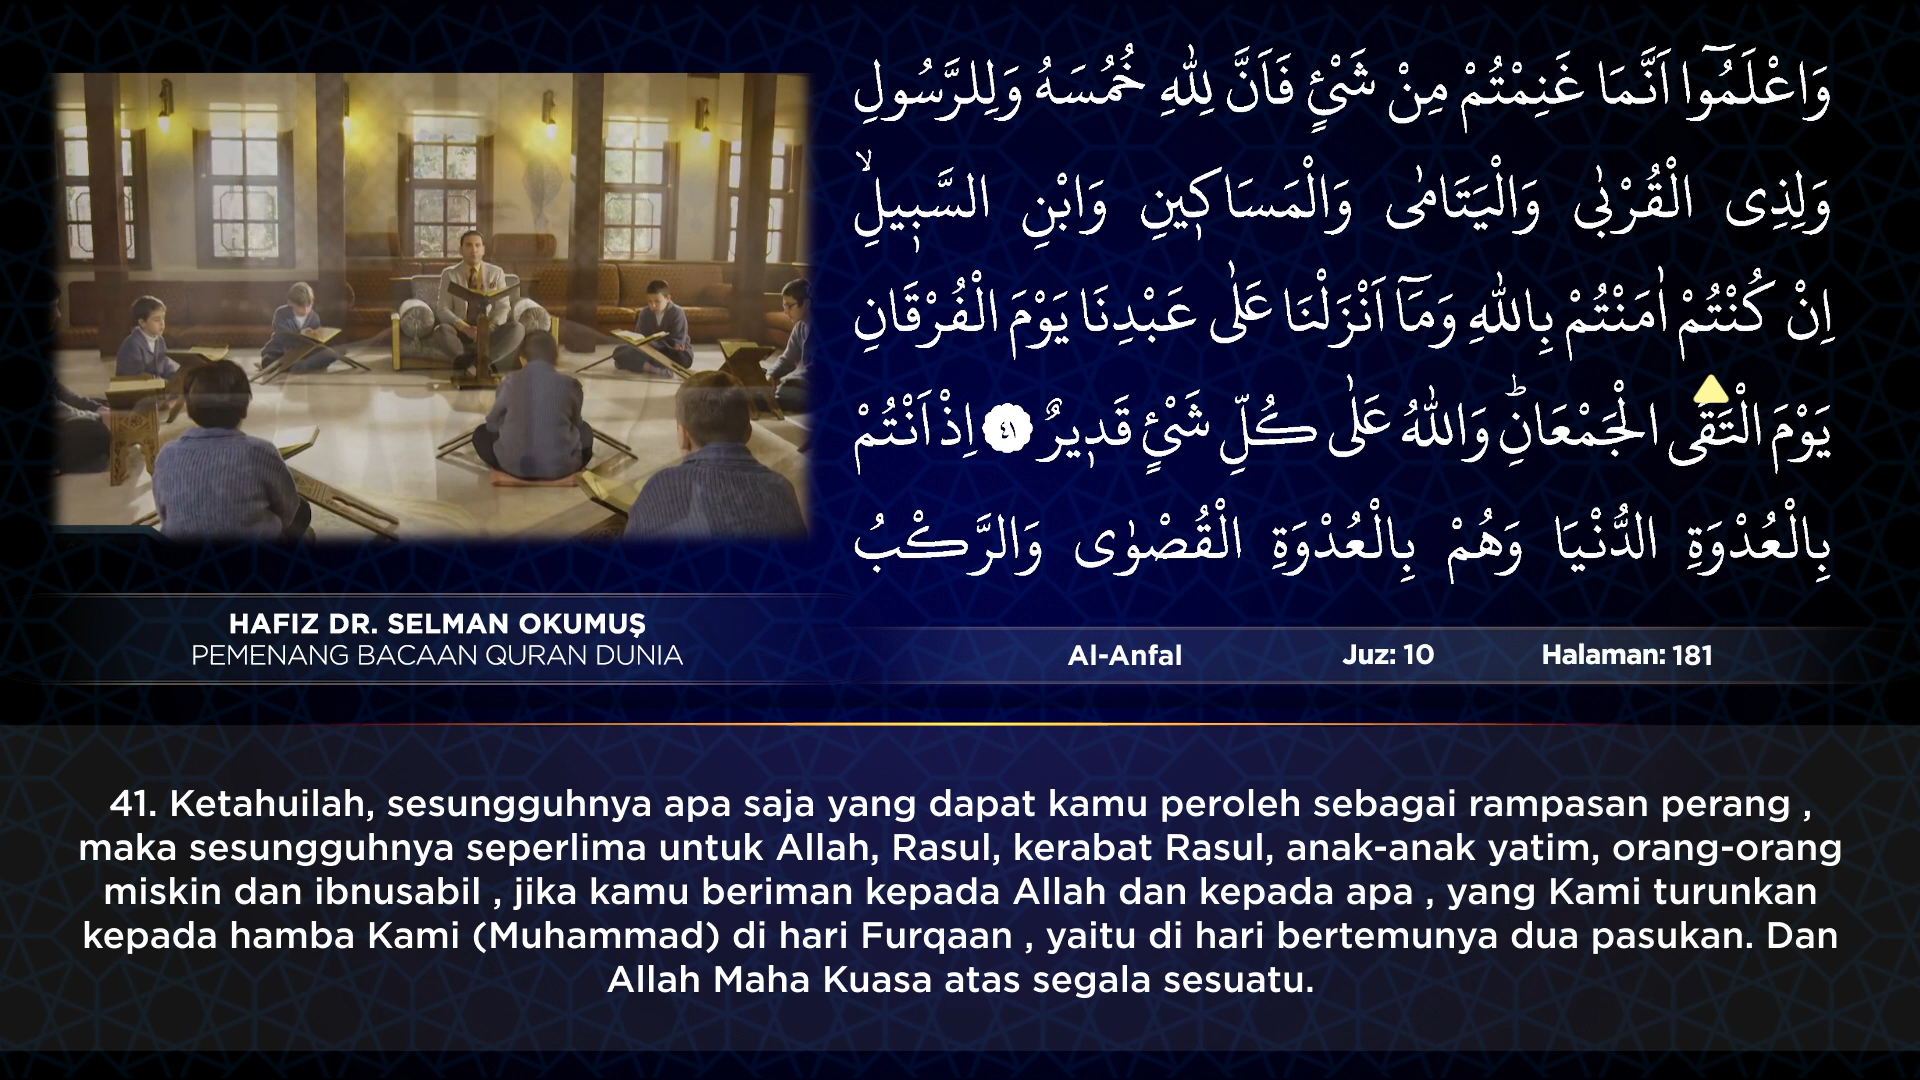 وَاعْلَمُٓوا اَنَّمَا غَنِمْتُمْ مِنْ شَيْءٍ فَاَنَّ لِلّٰهِ خُمُسَهُ وَلِلرَّسُولِ
وَلِذِى الْقُرْبٰى وَالْيَتَامٰى وَالْمَسَاك۪ينِ وَابْنِ السَّب۪يلِۙ
اِنْ كُنْتُمْ اٰمَنْتُمْ بِاللّٰهِ وَمَٓا اَنْزَلْنَا عَلٰى عَبْدِنَا يَوْمَ الْفُرْقَانِ
يَوْمَ الْتَقَى الْجَمْعَانِۜ وَاللّٰهُ عَلٰى كُلِّ شَيْءٍ قَد۪يرٌ ٤١ اِذْ اَنْتُمْ
بِالْعُدْوَةِ الدُّنْيَا وَهُمْ بِالْعُدْوَةِ الْقُصْوٰى وَالرَّكْبُ
HAFIZ DR. SELMAN OKUMUŞ
PEMENANG BACAAN QURAN DUNIA
Al-Anfal Juz: 10 Halaman: 181
41. Ketahuilah, sesungguhnya apa saja yang dapat kamu peroleh sebagai rampasan perang ,
maka sesungguhnya seperlima untuk Allah, Rasul, kerabat Rasul, anak-anak yatim, orang-orang
miskin dan ibnusabil , jika kamu beriman kepada Allah dan kepada apa , yang Kami turunkan
kepada hamba Kami (Muhammad) di hari Furqaan , yaitu di hari bertemunya dua pasukan. Dan
Allah Maha Kuasa atas segala sesuatu.